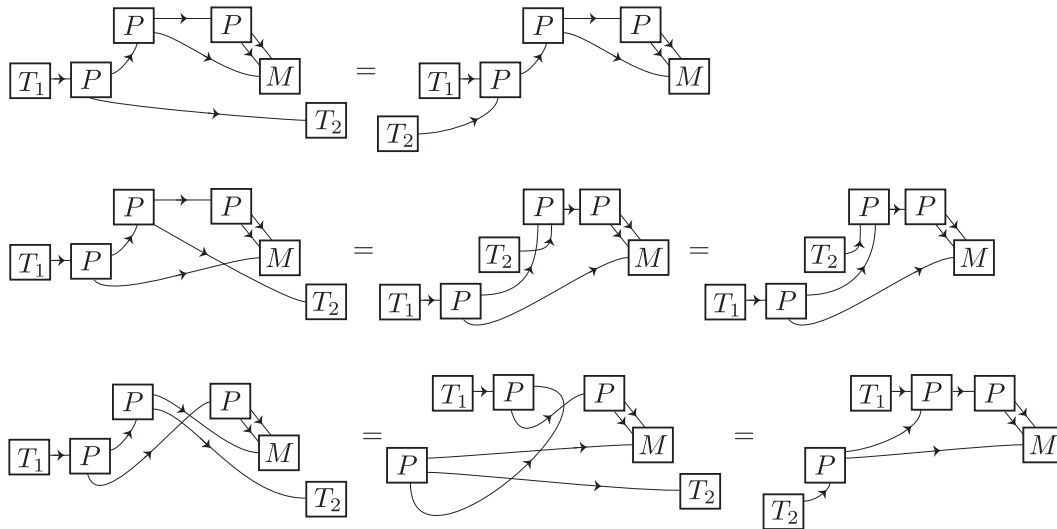 P P P P
T₁ P M = T₁ P M
T₂ T₂
P P P P P P
T₁ P M = T₂ M = T₂ M
T₂ T₁ P T₁ P
P P T₁ P P T₁ P P
T₁ P M = P M = P M
T₂ T₂ T₂